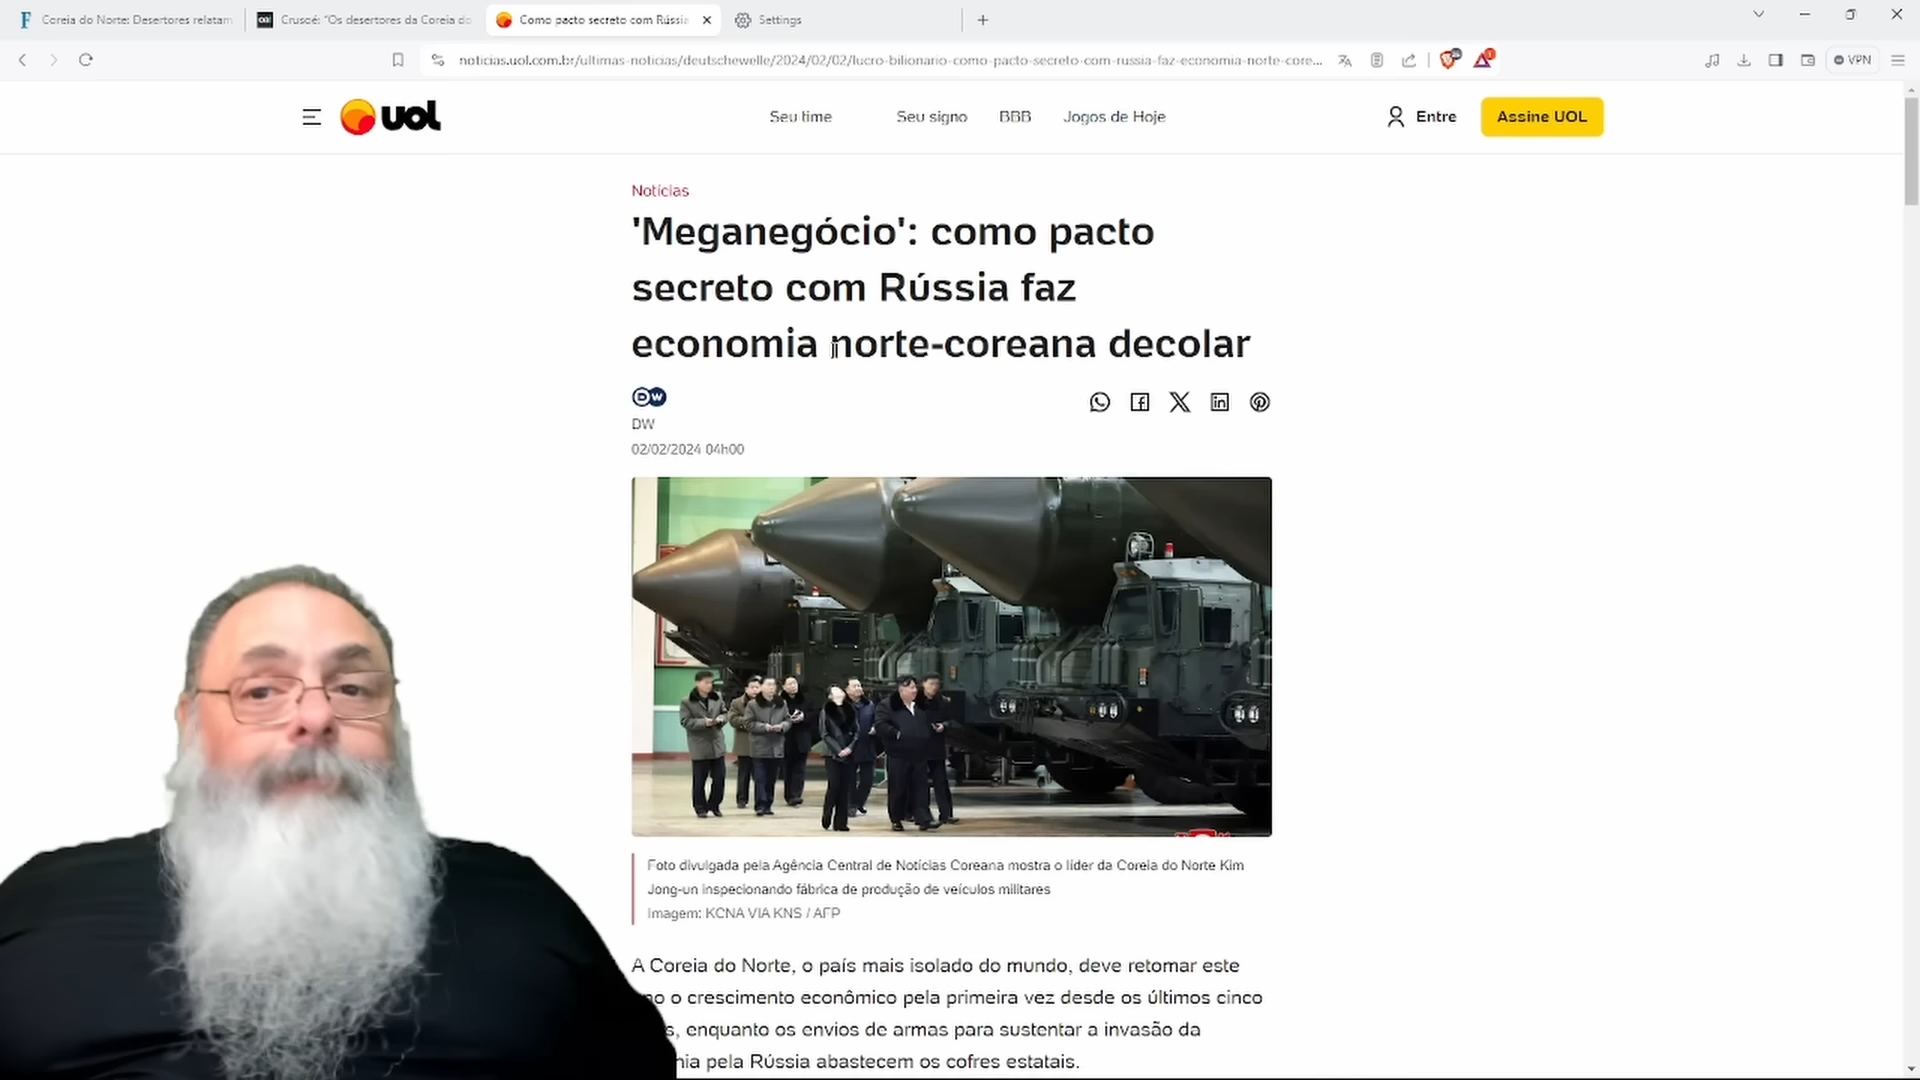 Coreia do Norte: Desertores relatam
Crusoé: "Os desertores da Coreia do
Como pacto secreto com Rússia
Settings
noticias.uol.com.br/ultimas-noticias/deutschewelle/2024/02/02/lucro-bilionario-como-pacto-secreto-com-russia-faz-economia-norte-core...
VPN
uol
Seu time
Seu signo
BBB
Jogos de Hoje
Entre
Assine UOL
Notícias
'Meganegócio': como pacto
secreto com Rússia faz
economia norte-coreana decolar
DW
DW
02/02/2024 04h00
Foto divulgada pela Agência Central de Notícias Coreana mostra o líder da Coreia do Norte Kim
Jong-un inspecionando fábrica de produção de veículos militares
Imagem: KCNA VIA KNS / AFP
A Coreia do Norte, o país mais isolado do mundo, deve retomar este
o crescimento econômico pela primeira vez desde os últimos cinco
enquanto os envios de armas para sustentar a invasão da
pela Rússia abastecem os cofres estatais.